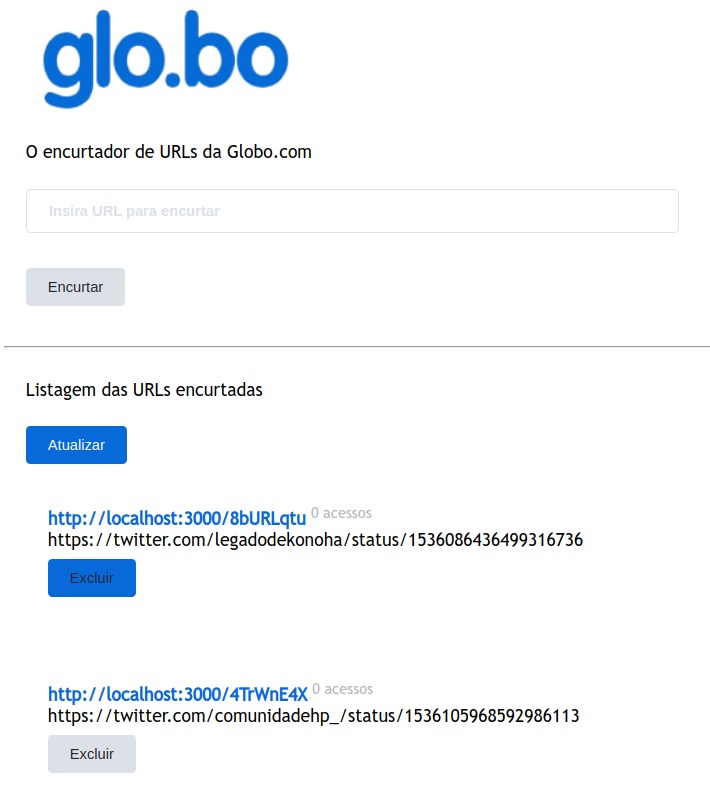 glo.bo
O encurtador de URLs da Globo.com
Insira URL para encurtar
Encurtar
Listagem das URLs encurtadas
Atualizar
http://localhost:3000/8bURLqtu 0 acessos
https://twitter.com/legadodekonoha/status/1536086436499316736
Excluir
http://localhost:3000/4TrWnE4X 0 acessos
https://twitter.com/comunidadehp_/status/1536105968592986113
Excluir